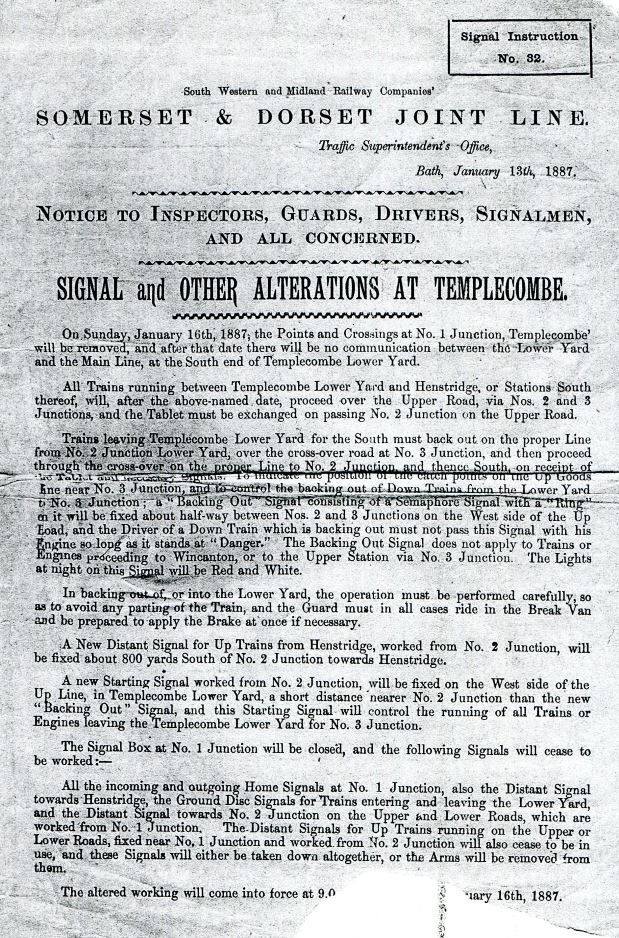 Signal Instruction
No. 32.
South Western and Midland Railway Companies'
SOMERSET & DORSET JOINT LINE.
Traffic Superintendent's Office,
Bath, January 13th, 1887.
NOTICE TO INSPECTORS, GUARDS, DRIVERS, SIGNALMEN,
AND ALL CONCERNED.
SIGNAL and OTHER ALTERATIONS AT TEMPLECOMBE.
On Sunday, January 16th, 1887, the Points and Crossings at No. 1 Junction, Templecombe'
will be removed, and after that date there will be no communication between the Lower Yard
and the Main Line, at the South end of Templecombe Lower Yard.
All Trains running between Templecombe Lower Yard and Henstridge, or Stations South
thereof, will, after the above-named date, proceed over the Upper Road, via Nos. 2 and 3
Junctions, and the Tablet must be exchanged on passing No. 2 Junction on the Upper Road.
Trains leaving Templecombe Lower Yard for the South must back out on the proper Line
from No. 2 Junction Lower Yard, over the cross-over road at No. 3 Junction, and then proceed
through the cross-over on the proper Line to No. 2 Junction, and thence South, on receipt of
Tablet and Signals. To indicate the position of the catch points on the Up Goods
line near No. 3 Junction, and to control the backing out of Down Trains from the Lower Yard
to No. 3 Junction, a "Backing Out" Signal consisting of a Semaphore Signal with a "Ring"
on it will be fixed about half-way between Nos. 2 and 3 Junctions on the West side of the Up
Load, and the Driver of a Down Train which is backing out must not pass this Signal with his
Engine so long as it stands at "Danger." The Backing Out Signal does not apply to Trains or
Engines proceeding to Wincanton, or to the Upper Station via No. 3 Junction. The Lights
at night on this Signal will be Red and White.
In backing out of, or into the Lower Yard, the operation must be performed carefully, so
as to avoid any parting of the Train, and the Guard must in all cases ride in the Break Van
and be prepared to apply the Brake at once if necessary.
A New Distant Signal for Up Trains from Henstridge, worked from No. 2 Junction, will
be fixed about 800 yards South of No. 2 Junction towards Henstridge.
A new Starting Signal worked from No. 2 Junction, will be fixed on the West side of the
Up Line, in Templecombe Lower Yard, a short distance nearer No. 2 Junction than the new
"Backing Out" Signal, and this Starting Signal will control the running of all Trains or
Engines leaving the Templecombe Lower Yard for No. 3 Junction.
The Signal Box at No. 1 Junction will be closed, and the following Signals will cease to
be worked:—
All the incoming and outgoing Home Signals at No. 1 Junction, also the Distant Signal
towards Henstridge, the Ground Disc Signals for Trains entering and leaving the Lower Yard,
and the Distant Signal towards No. 2 Junction on the Upper and Lower Roads, which are
worked from No. 1 Junction. The Distant Signals for Up Trains running on the Upper or
Lower Roads, fixed near No. 1 Junction and worked from No. 2 Junction will also cease to be in
use, and these Signals will either be taken down altogether, or the Arms will be removed from
them.
The altered working will come into force at 9.0 uary 16th, 1887.